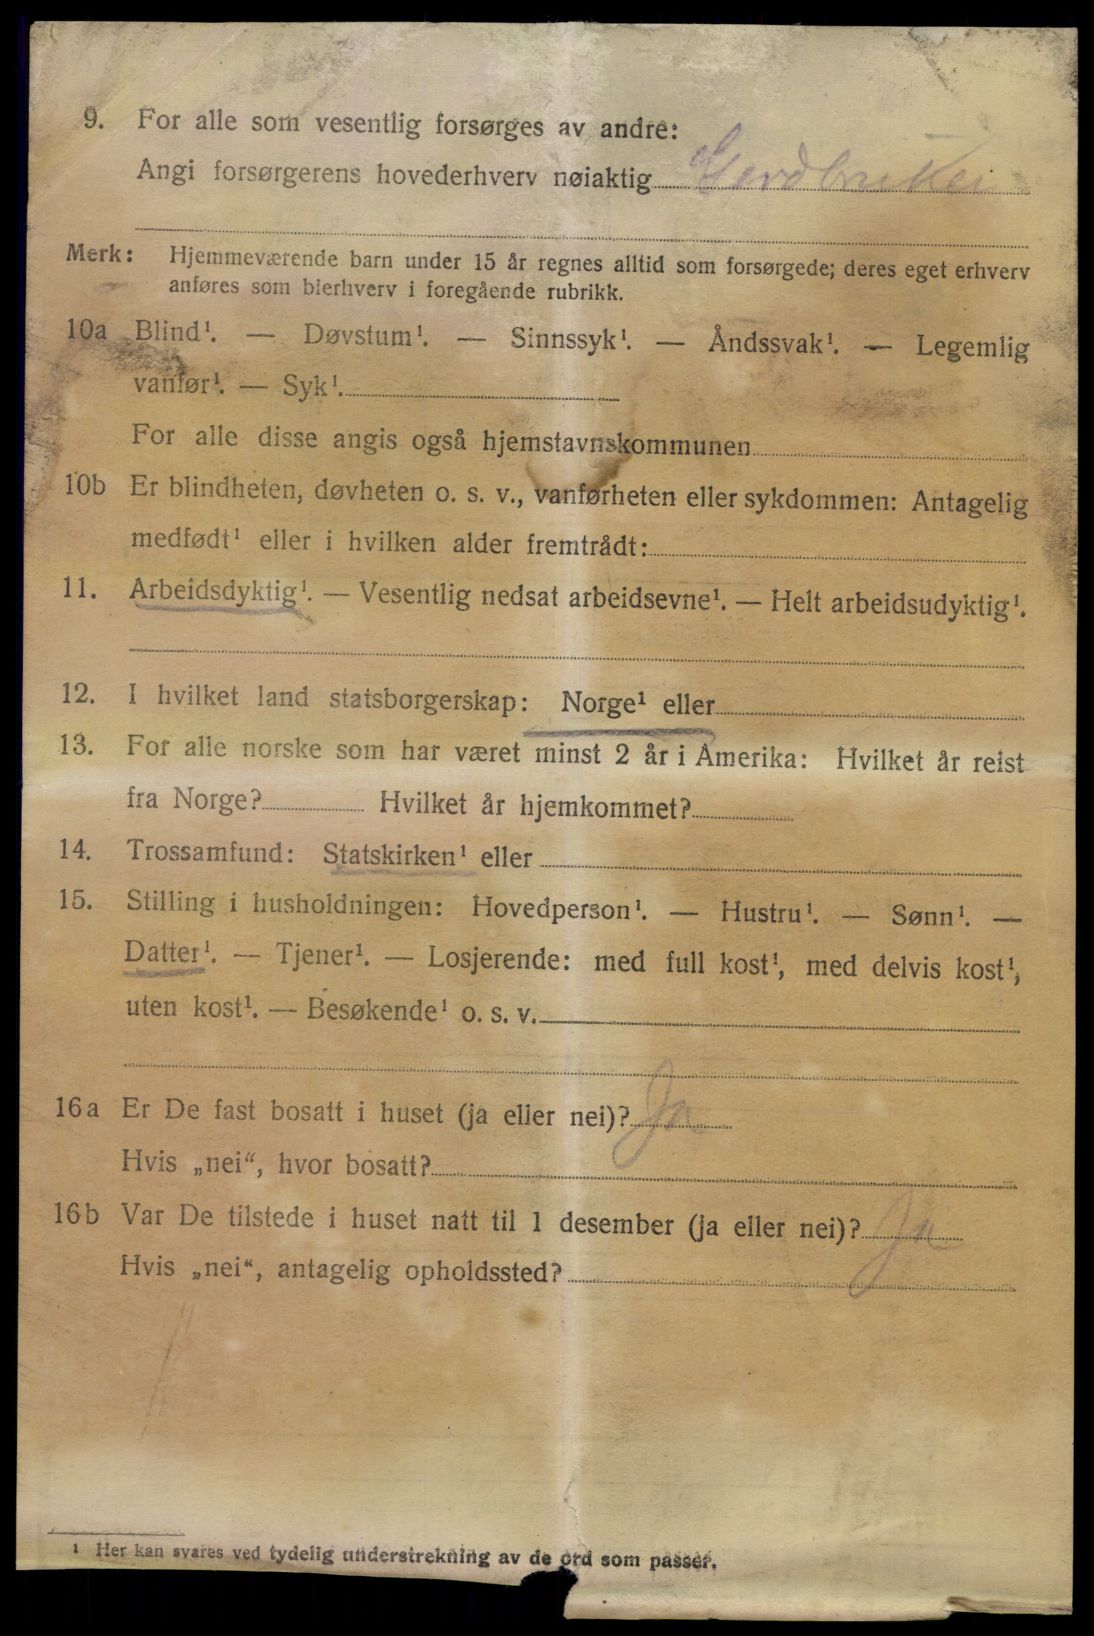 9. For alle som vesentlig forsørges av andre:
Angi forsørgerens hovederhverv nøiaktig Gardbruker
Merk: Hjemmeværende barn under 15 år regnes alltid som forsørgede; deres eget erhverv
anføres som bierhverv i foregående rubrikk.
10a Blind¹. — Døvstum¹. — Sinnssyk¹. — Åndssvak¹. — Legemlig
vanfør¹. — Syk¹.
For alle disse angis også hjemstavnskommunen
10b Er blindheten, døvheten o. s. v., vanførheten eller sykdommen: Antagelig
medfødt¹ eller i hvilken alder fremtrådt:
11. Arbeidsdyktig¹. — Vesentlig nedsat arbeidsevne¹. — Helt arbeidsudyktig¹.
12. I hvilket land statsborgerskap: Norge¹ eller
13. For alle norske som har været minst 2 år i Amerika: Hvilket år reist
fra Norge? Hvilket år hjemkommet?
14. Trossamfund: Statskirken¹ eller
15. Stilling i husholdningen: Hovedperson¹. — Hustru¹. — Sønn¹. —
Datter¹. — Tjener¹. — Losjerende: med full kost¹, med delvis kost¹,
uten kost¹. — Besøkende¹ o. s. v.
16a Er De fast bosatt i huset (ja eller nei)? Ja
Hvis „nei“, hvor bosatt?
16b Var De tilstede i huset natt til 1 desember (ja eller nei)? Ja
Hvis „nei“, antagelig opholdssted?
¹ Her kan svares ved tydelig understrekning av de ord som passer.